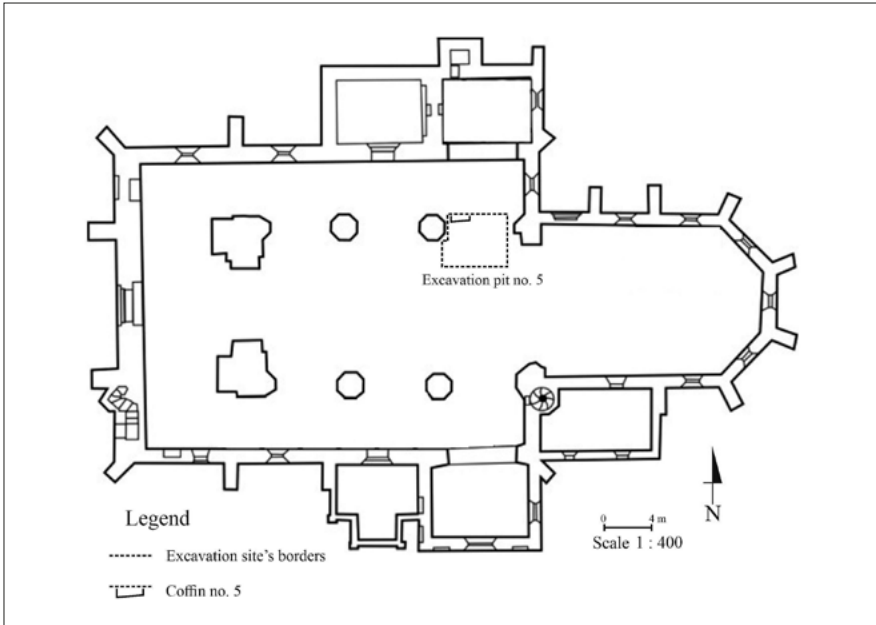 Excavation pit no. 5
Legend
Excavation site's borders
Coffin no. 5
0 4 m
Scale 1 : 400
N